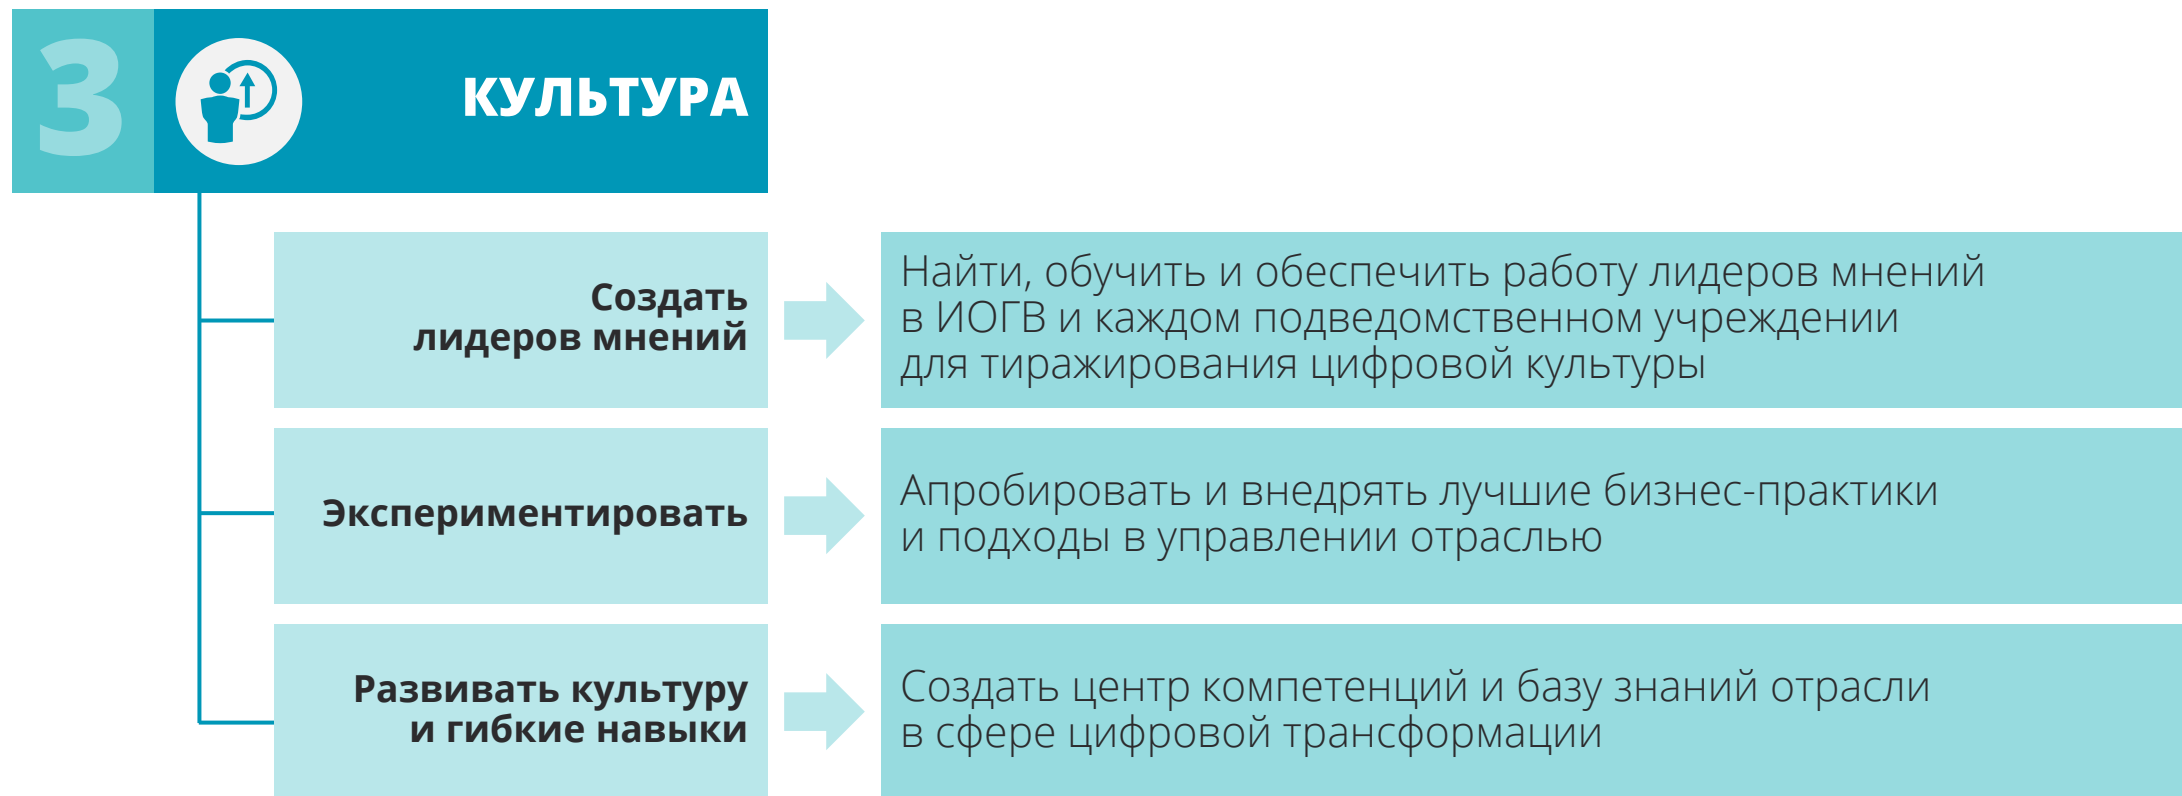 3
КУЛЬТУРА
Создать
лидеров мнений
Найти, обучить и обеспечить работу лидеров мнений
в ИОГВ и каждом подведомственном учреждении
для тиражирования цифровой культуры
Экспериментировать
Апробировать и внедрять лучшие бизнес-практики
и подходы в управлении отраслью
Развивать культуру
и гибкие навыки
Создать центр компетенций и базу знаний отрасли
в сфере цифровой трансформации